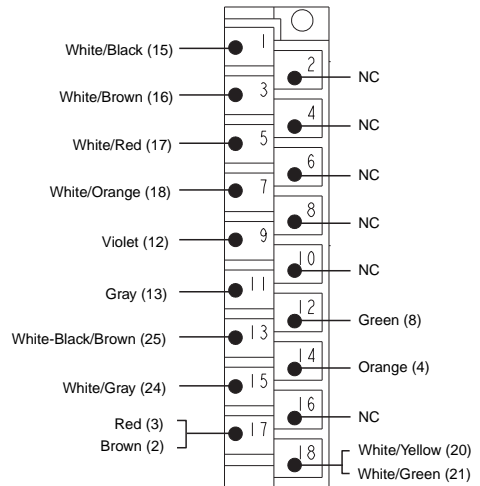 1
White/Black (15)
2
NC
White/Brown (16)
3
4
NC
White/Red (17)
5
6
NC
White/Orange (18)
7
8
NC
Violet (12)
9
10
NC
Gray (13)
11
12
Green (8)
White-Black/Brown (25)
13
14
Orange (4)
White/Gray (24)
15
16
NC
Red (3)
Brown (2)
17
18
White/Yellow (20)
White/Green (21)